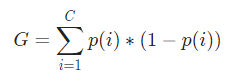 G = \sum_{i=1}^{C} p(i) * (1 - p(i))